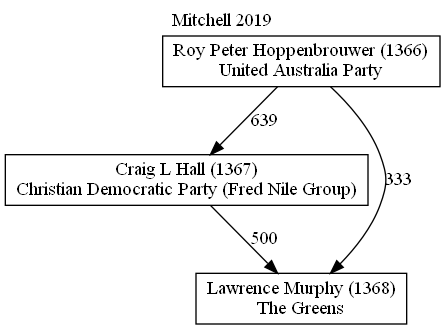 Mitchell 2019
Roy Peter Hoppenbrouwer (1366)
United Australia Party
639
333
Craig L Hall (1367)
Christian Democratic Party (Fred Nile Group)
500
Lawrence Murphy (1368)
The Greens